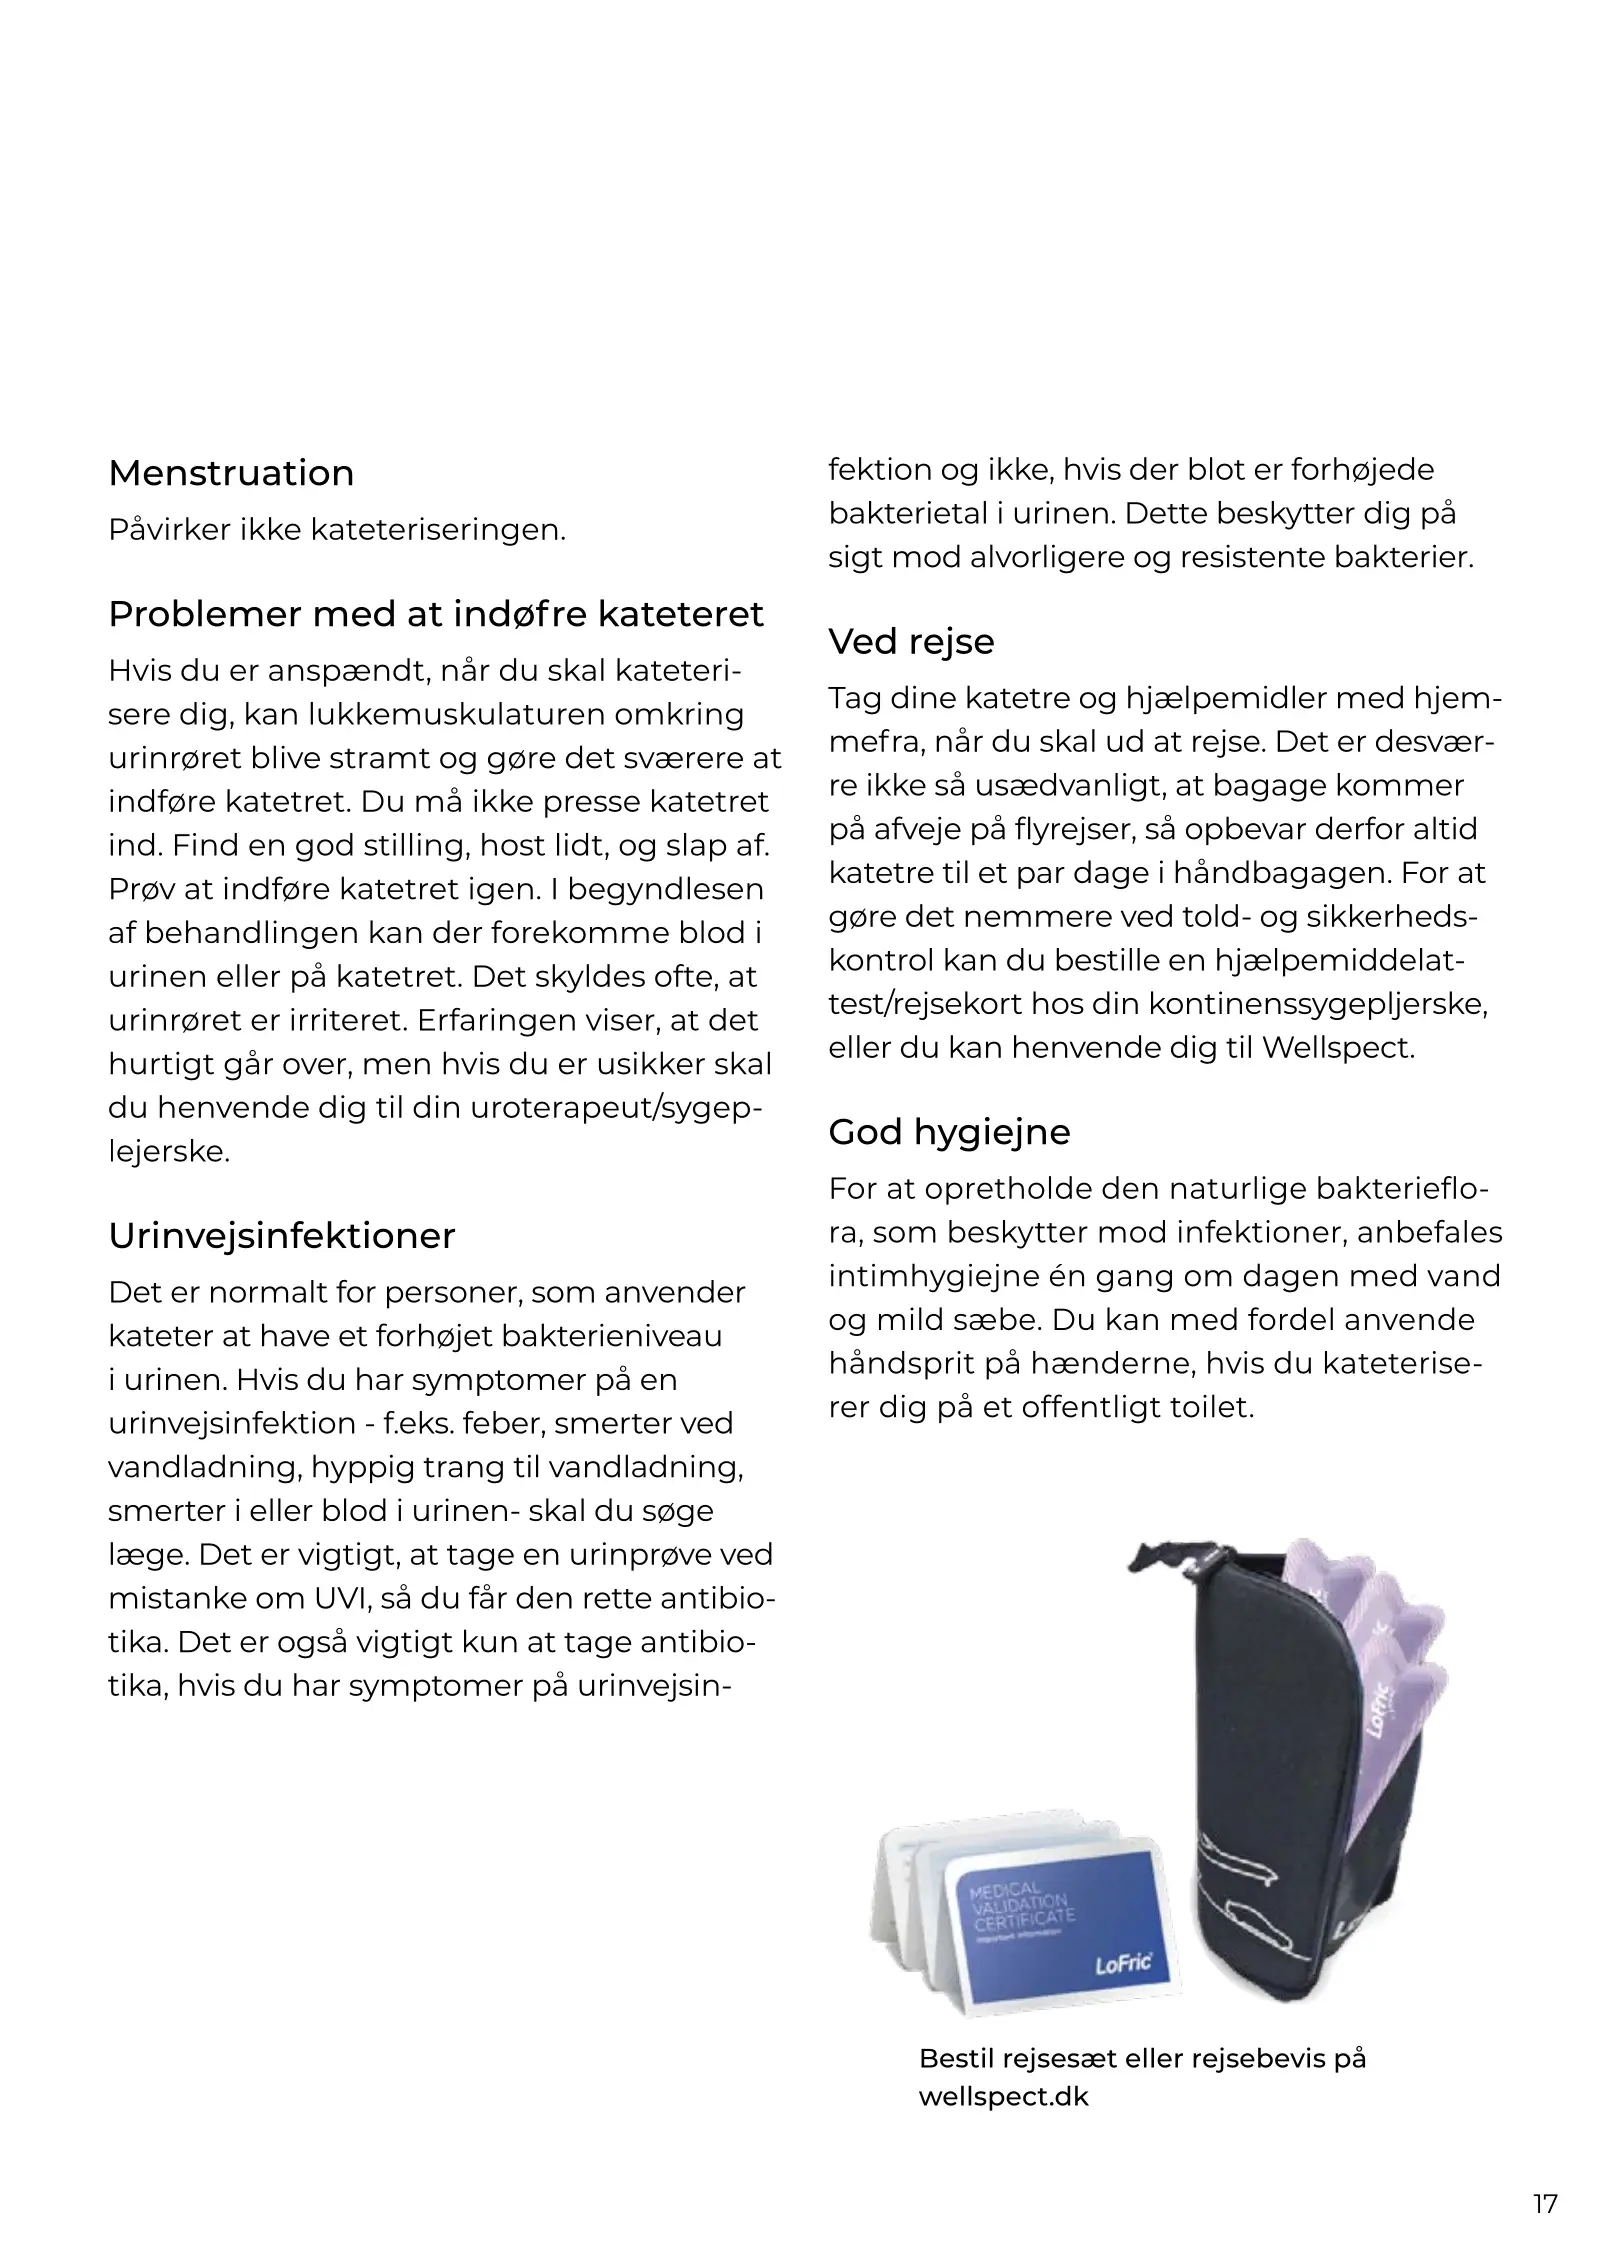 Menstruation
Påvirker ikke kateteriseringen.
Problemer med at indøfre kateteret
Hvis du er anspændt, når du skal kateteri-
sere dig, kan lukkemuskulaturen omkring
urinrøret blive stramt og gøre det sværere at
indføre katetret. Du må ikke presse katetret
ind. Find en god stilling, host lidt, og slap af.
Prøv at indføre katetret igen. I begyndlesen
af behandlingen kan der forekomme blod i
urinen eller på katetret. Det skyldes ofte, at
urinrøret er irriteret. Erfaringen viser, at det
hurtigt går over, men hvis du er usikker skal
du henvende dig til din uroterapeut/sygep-
lejerske.
Urinvejsinfektioner
Det er normalt for personer, som anvender
kateter at have et forhøjet bakterieniveau
i urinen. Hvis du har symptomer på en
urinvejsinfektion - f.eks. feber, smerter ved
vandladning, hyppig trang til vandladning,
smerter i eller blod i urinen- skal du søge
læge. Det er vigtigt, at tage en urinprøve ved
mistanke om UVI, så du får den rette antibio-
tika. Det er også vigtigt kun at tage antibio-
tika, hvis du har symptomer på urinvejsin-
fektion og ikke, hvis der blot er forhøjede
bakterietal i urinen. Dette beskytter dig på
sigt mod alvorligere og resistente bakterier.
Ved rejse
Tag dine katetre og hjælpemidler med hjem-
mefra, når du skal ud at rejse. Det er desvær-
re ikke så usædvanligt, at bagage kommer
på afveje på flyrejser, så opbevar derfor altid
katetre til et par dage i håndbagagen. For at
gøre det nemmere ved told- og sikkerheds-
kontrol kan du bestille en hjælpemiddelat-
test/rejsekort hos din kontinenssygepljerske,
eller du kan henvende dig til Wellspect.
God hygiejne
For at opretholde den naturlige bakterieflo-
ra, som beskytter mod infektioner, anbefales
intimhygiejne én gang om dagen med vand
og mild sæbe. Du kan med fordel anvende
håndsprit på hænderne, hvis du kateterise-
rer dig på et offentligt toilet.
LoFric
MEDICAL
VALIDATION
CERTIFICATE
Important information
LoFric
Bestil rejsesæt eller rejsebevis på
wellspect.dk
17